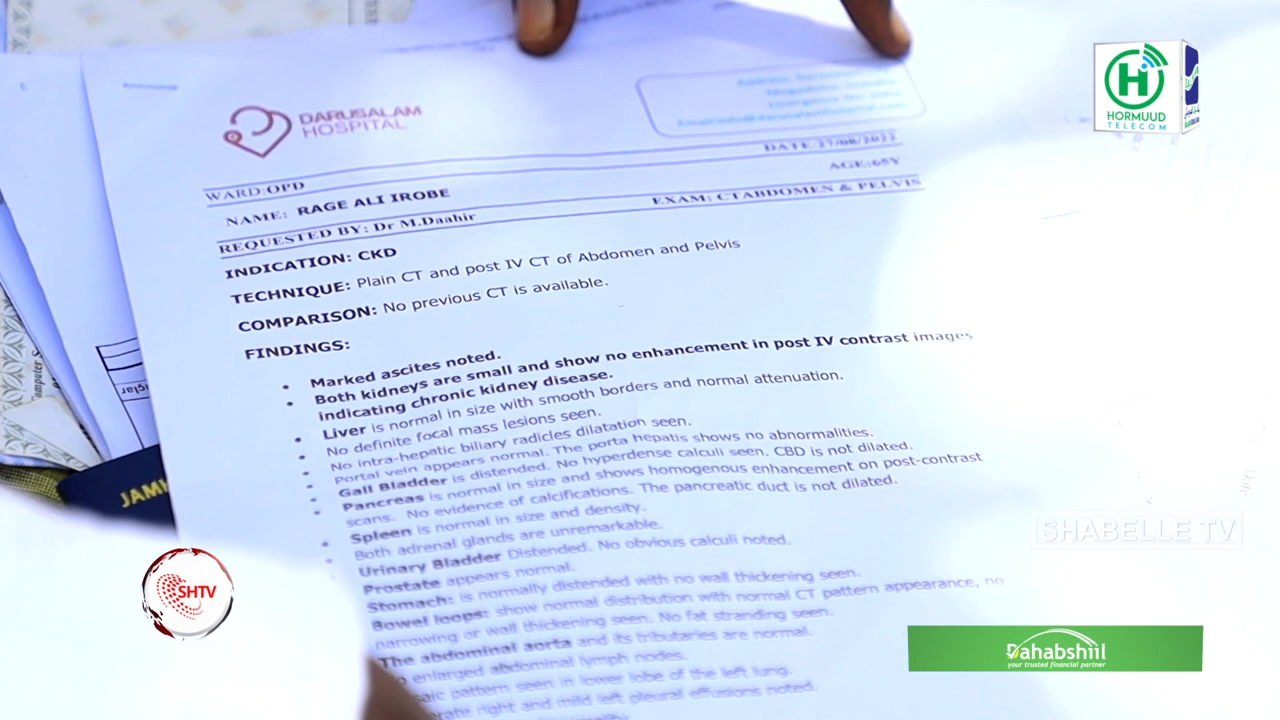 DARUSALAM
HOSPITAL
DATE 27/08/2022
WARD:OPD
AGE:65Y
NAME: RAGE ALI IROBE
EXAM: CTABDOMEN & PELVIS
REQUESTED BY: Dr M.Daahir
INDICATION: CKD
TECHNIQUE: Plain CT and post IV CT of Abdomen and Pelvis
COMPARISON: No previous CT is available.
FINDINGS:
• Marked ascites noted.
• Both kidneys are small and show no enhancement in post IV contrast images
indicating chronic kidney disease.
• Liver is normal in size with smooth borders and normal attenuation.
• No definite focal mass lesions seen.
No intra-hepatic biliary radicles dilatation seen.
• Portal vein appears normal. The porta hepatis shows no abnormalities.
• Gall Bladder is distended. No hyperdense calculi seen. CBD is not dilated.
• Pancreas is normal in size and shows homogenous enhancement on post-contrast
scans. No evidence of calcifications. The pancreatic duct is not dilated.
• Spleen is normal in size and density.
Both adrenal glands are unremarkable.
• Urinary Bladder Distended. No obvious calculi noted.
Prostate appears normal.
Stomach: is normally distended with no wall thickening seen.
Bowel loops: show normal distribution with normal CT pattern appearance, no
narrowing or wall thickening seen. No fat stranding seen.
The abdominal aorta and its tributaries are normal.
enlarged abdominal lymph nodes.
pattern seen in lower lobe of the left lung.
right and mild left pleural effusions noted.
JAM
H
HORMUUD
TELECOM
SHABELLE TV
SHTV
Dahabshiil
your trusted financial partner